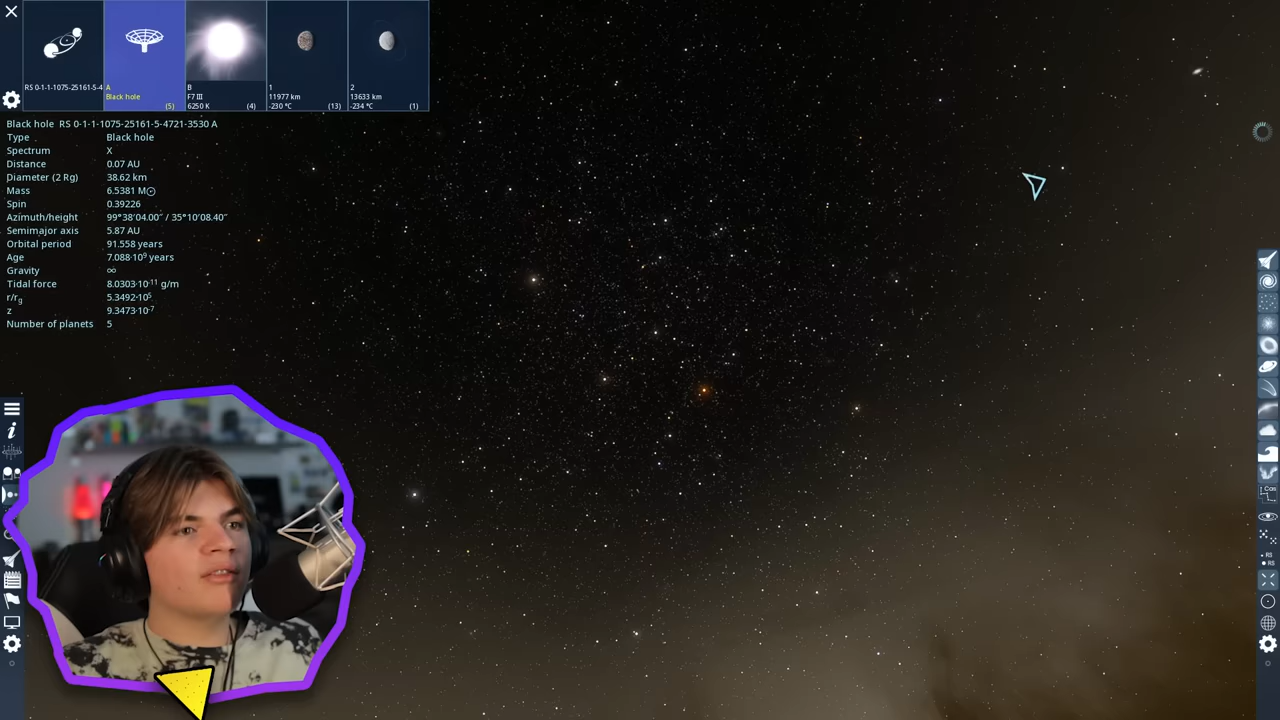 RS 0-1-1-1075-25161-5-4
A
Black hole
(5)
B
F7 III
6250 K (4)
1
11977 km
-230 °C (13)
2
13633 km
-234 °C (1)
Black hole RS 0-1-1-1075-25161-5-4721-3530 A
Type Black hole
Spectrum X
Distance 0.07 AU
Diameter (2 Rg) 38.62 km
Mass 6.5381 M☉
Spin 0.39226
Azimuth/height 99°38'04.00" / 35°10'08.40"
Semimajor axis 5.87 AU
Orbital period 91.558 years
Age 7.088·10⁹ years
Gravity ∞
Tidal force 8.0303·10⁻¹¹ g/m
r/rg 5.3492·10⁵
z 9.3473·10⁻⁷
Number of planets 5
RS
RS